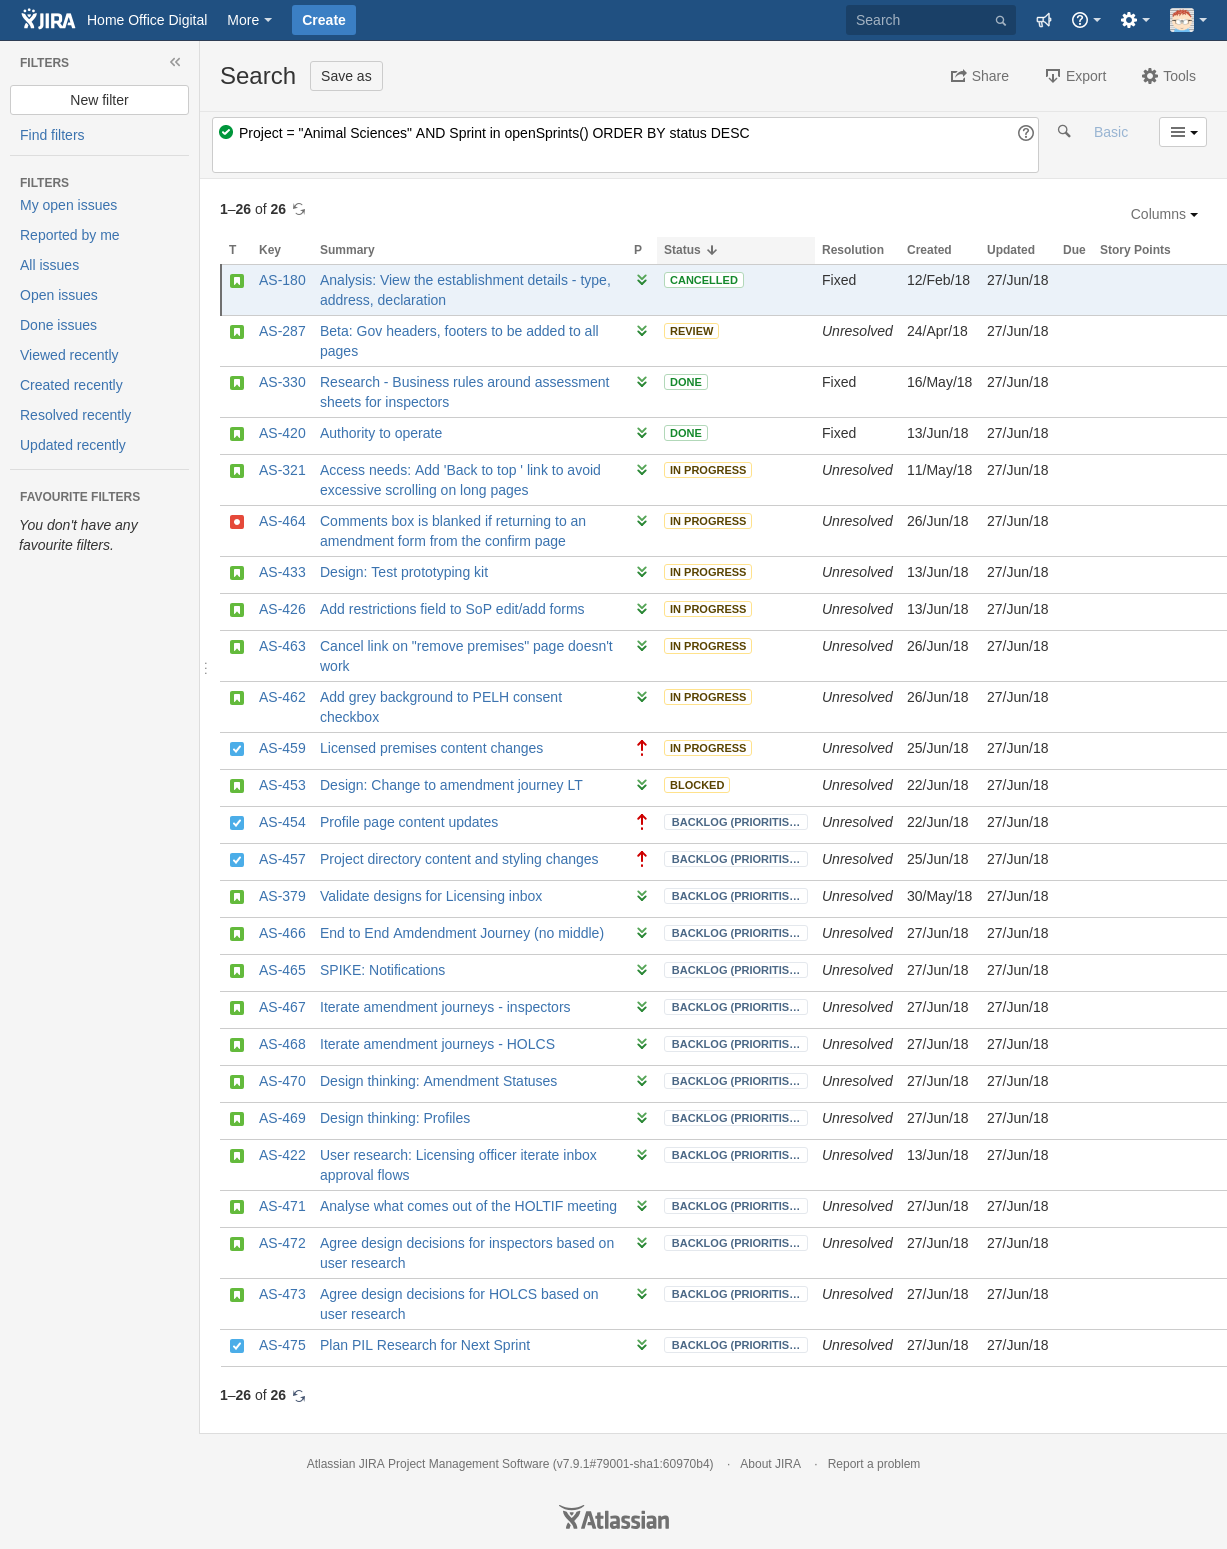 JIRA Home Office Digital More Create Search
FILTERS
New filter
Find filters
FILTERS
My open issues
Reported by me
All issues
Open issues
Done issues
Viewed recently
Created recently
Resolved recently
Updated recently
FAVOURITE FILTERS
You don't have any
favourite filters.
Search Save as Share Export Tools
Project = "Animal Sciences" AND Sprint in openSprints() ORDER BY status DESC Basic
1–26 of 26 Columns
T Key Summary P Status Resolution Created Updated Due Story Points
AS-180 Analysis: View the establishment details - type, CANCELLED Fixed 12/Feb/18 27/Jun/18
address, declaration
AS-287 Beta: Gov headers, footers to be added to all REVIEW Unresolved 24/Apr/18 27/Jun/18
pages
AS-330 Research - Business rules around assessment DONE Fixed 16/May/18 27/Jun/18
sheets for inspectors
AS-420 Authority to operate DONE Fixed 13/Jun/18 27/Jun/18
AS-321 Access needs: Add 'Back to top ' link to avoid IN PROGRESS Unresolved 11/May/18 27/Jun/18
excessive scrolling on long pages
AS-464 Comments box is blanked if returning to an IN PROGRESS Unresolved 26/Jun/18 27/Jun/18
amendment form from the confirm page
AS-433 Design: Test prototyping kit IN PROGRESS Unresolved 13/Jun/18 27/Jun/18
AS-426 Add restrictions field to SoP edit/add forms IN PROGRESS Unresolved 13/Jun/18 27/Jun/18
AS-463 Cancel link on "remove premises" page doesn't IN PROGRESS Unresolved 26/Jun/18 27/Jun/18
work
AS-462 Add grey background to PELH consent IN PROGRESS Unresolved 26/Jun/18 27/Jun/18
checkbox
AS-459 Licensed premises content changes IN PROGRESS Unresolved 25/Jun/18 27/Jun/18
AS-453 Design: Change to amendment journey LT BLOCKED Unresolved 22/Jun/18 27/Jun/18
AS-454 Profile page content updates BACKLOG (PRIORITIS... Unresolved 22/Jun/18 27/Jun/18
AS-457 Project directory content and styling changes BACKLOG (PRIORITIS... Unresolved 25/Jun/18 27/Jun/18
AS-379 Validate designs for Licensing inbox BACKLOG (PRIORITIS... Unresolved 30/May/18 27/Jun/18
AS-466 End to End Amdendment Journey (no middle) BACKLOG (PRIORITIS... Unresolved 27/Jun/18 27/Jun/18
AS-465 SPIKE: Notifications BACKLOG (PRIORITIS... Unresolved 27/Jun/18 27/Jun/18
AS-467 Iterate amendment journeys - inspectors BACKLOG (PRIORITIS... Unresolved 27/Jun/18 27/Jun/18
AS-468 Iterate amendment journeys - HOLCS BACKLOG (PRIORITIS... Unresolved 27/Jun/18 27/Jun/18
AS-470 Design thinking: Amendment Statuses BACKLOG (PRIORITIS... Unresolved 27/Jun/18 27/Jun/18
AS-469 Design thinking: Profiles BACKLOG (PRIORITIS... Unresolved 27/Jun/18 27/Jun/18
AS-422 User research: Licensing officer iterate inbox BACKLOG (PRIORITIS... Unresolved 13/Jun/18 27/Jun/18
approval flows
AS-471 Analyse what comes out of the HOLTIF meeting BACKLOG (PRIORITIS... Unresolved 27/Jun/18 27/Jun/18
AS-472 Agree design decisions for inspectors based on BACKLOG (PRIORITIS... Unresolved 27/Jun/18 27/Jun/18
user research
AS-473 Agree design decisions for HOLCS based on BACKLOG (PRIORITIS... Unresolved 27/Jun/18 27/Jun/18
user research
AS-475 Plan PIL Research for Next Sprint BACKLOG (PRIORITIS... Unresolved 27/Jun/18 27/Jun/18
1–26 of 26
Atlassian JIRA Project Management Software (v7.9.1#79001-sha1:60970b4) · About JIRA · Report a problem
Atlassian